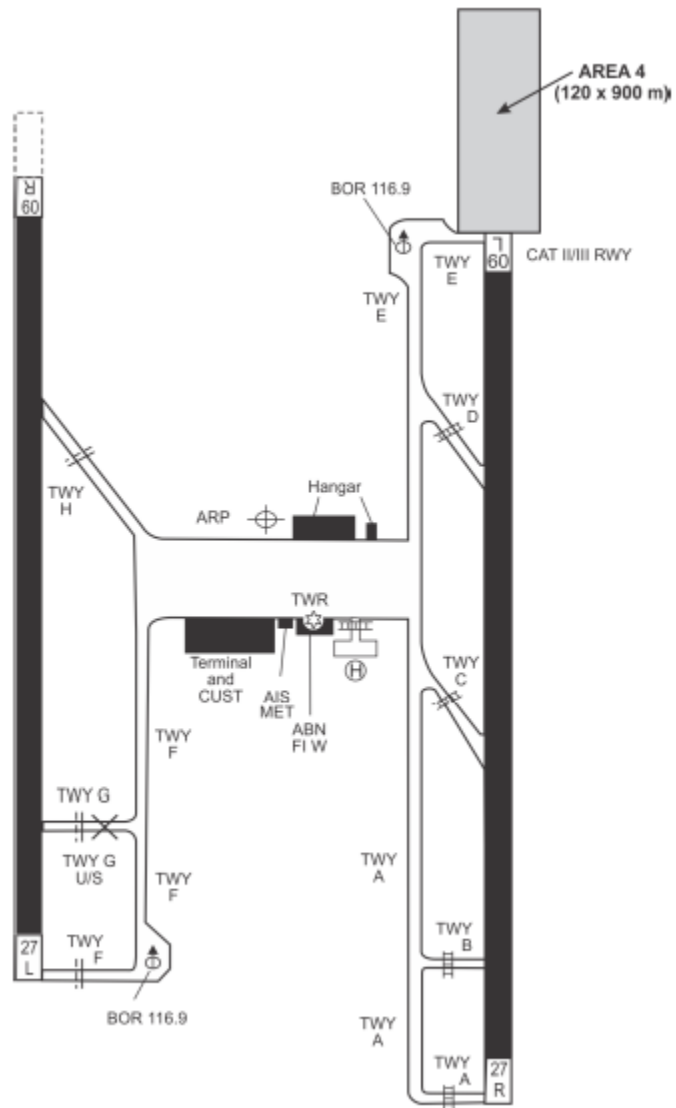 AREA 4
(120 x 900 m)
BOR 116.9
09
R
09
L
CAT II/III RWY
TWY
E
TWY
E
TWY
D
TWY
H
ARP
Hangar
TWR
Terminal
and
CUST
AIS
MET
ABN
FI W
H
TWY
C
TWY
F
TWY G
TWY G
U/S
TWY
F
TWY
A
TWY
B
27
L
TWY
F
BOR 116.9
TWY
A
TWY
A
27
R